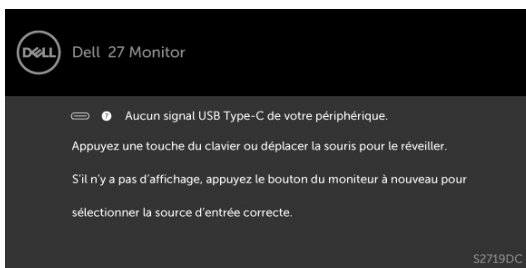 DELL
Dell 27 Monitor
Aucun signal USB Type-C de votre périphérique.
Appuyez une touche du clavier ou déplacer la souris pour le réveiller.
S'il n'y a pas d'affichage, appuyez le bouton du moniteur à nouveau pour
sélectionner la source d'entrée correcte.
S2719DC